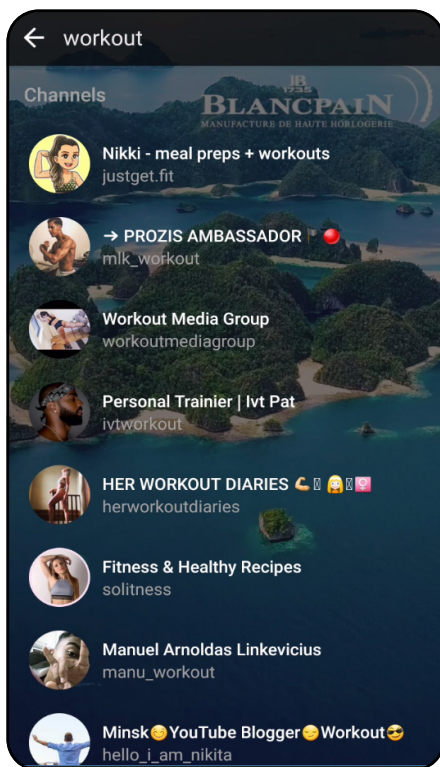 ← workout
Channels
JB
1735
BLANCPAIN
MANUFACTURE DE HAUTE HORLOGERIE
Nikki - meal preps + workouts
justget.fit
→ PROZIS AMBASSADOR 🔴
mlk_workout
Workout Media Group
workoutmediagroup
Personal Trainier | Ivt Pat
ivtworkout
HER WORKOUT DIARIES 💪▯ 👩▯🚺
herworkoutdiaries
Fitness & Healthy Recipes
solitness
Manuel Arnoldas Linkevicius
manu_workout
Minsk😊YouTube Blogger😏Workout😎
hello_i_am_nikita